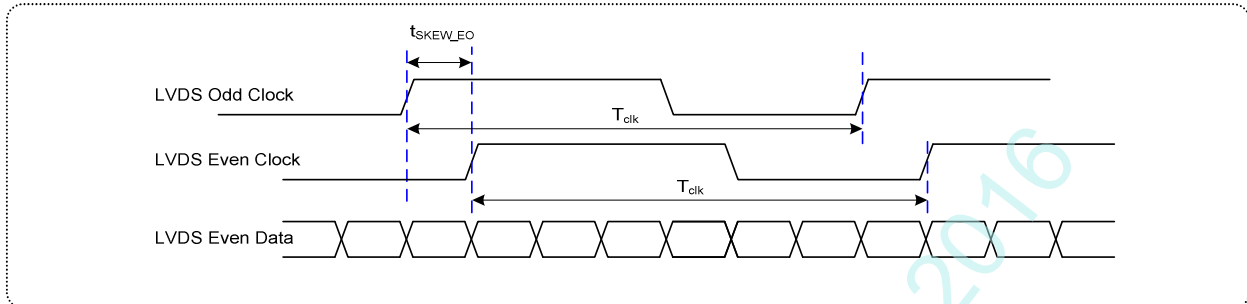 tSKEW_EO
LVDS Odd Clock
Tclk
LVDS Even Clock
Tclk
LVDS Even Data
2016